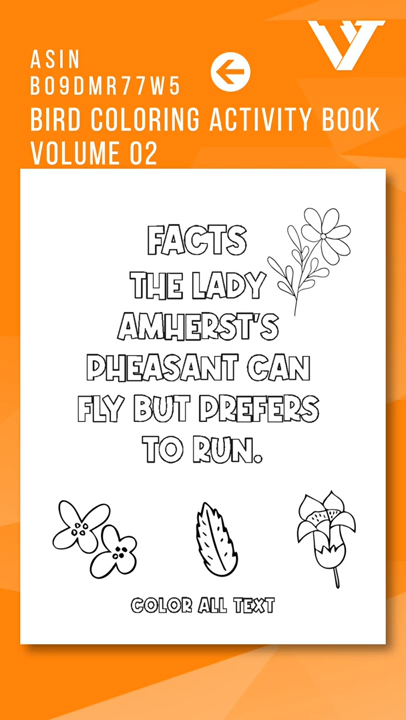 ASIN
B09DMR77W5
BIRD COLORING ACTIVITY BOOK
VOLUME 02
FACTS
THE LADY
AMHERST'S
PHEASANT CAN
FLY BUT PREFERS
TO RUN.
COLOR ALL TEXT